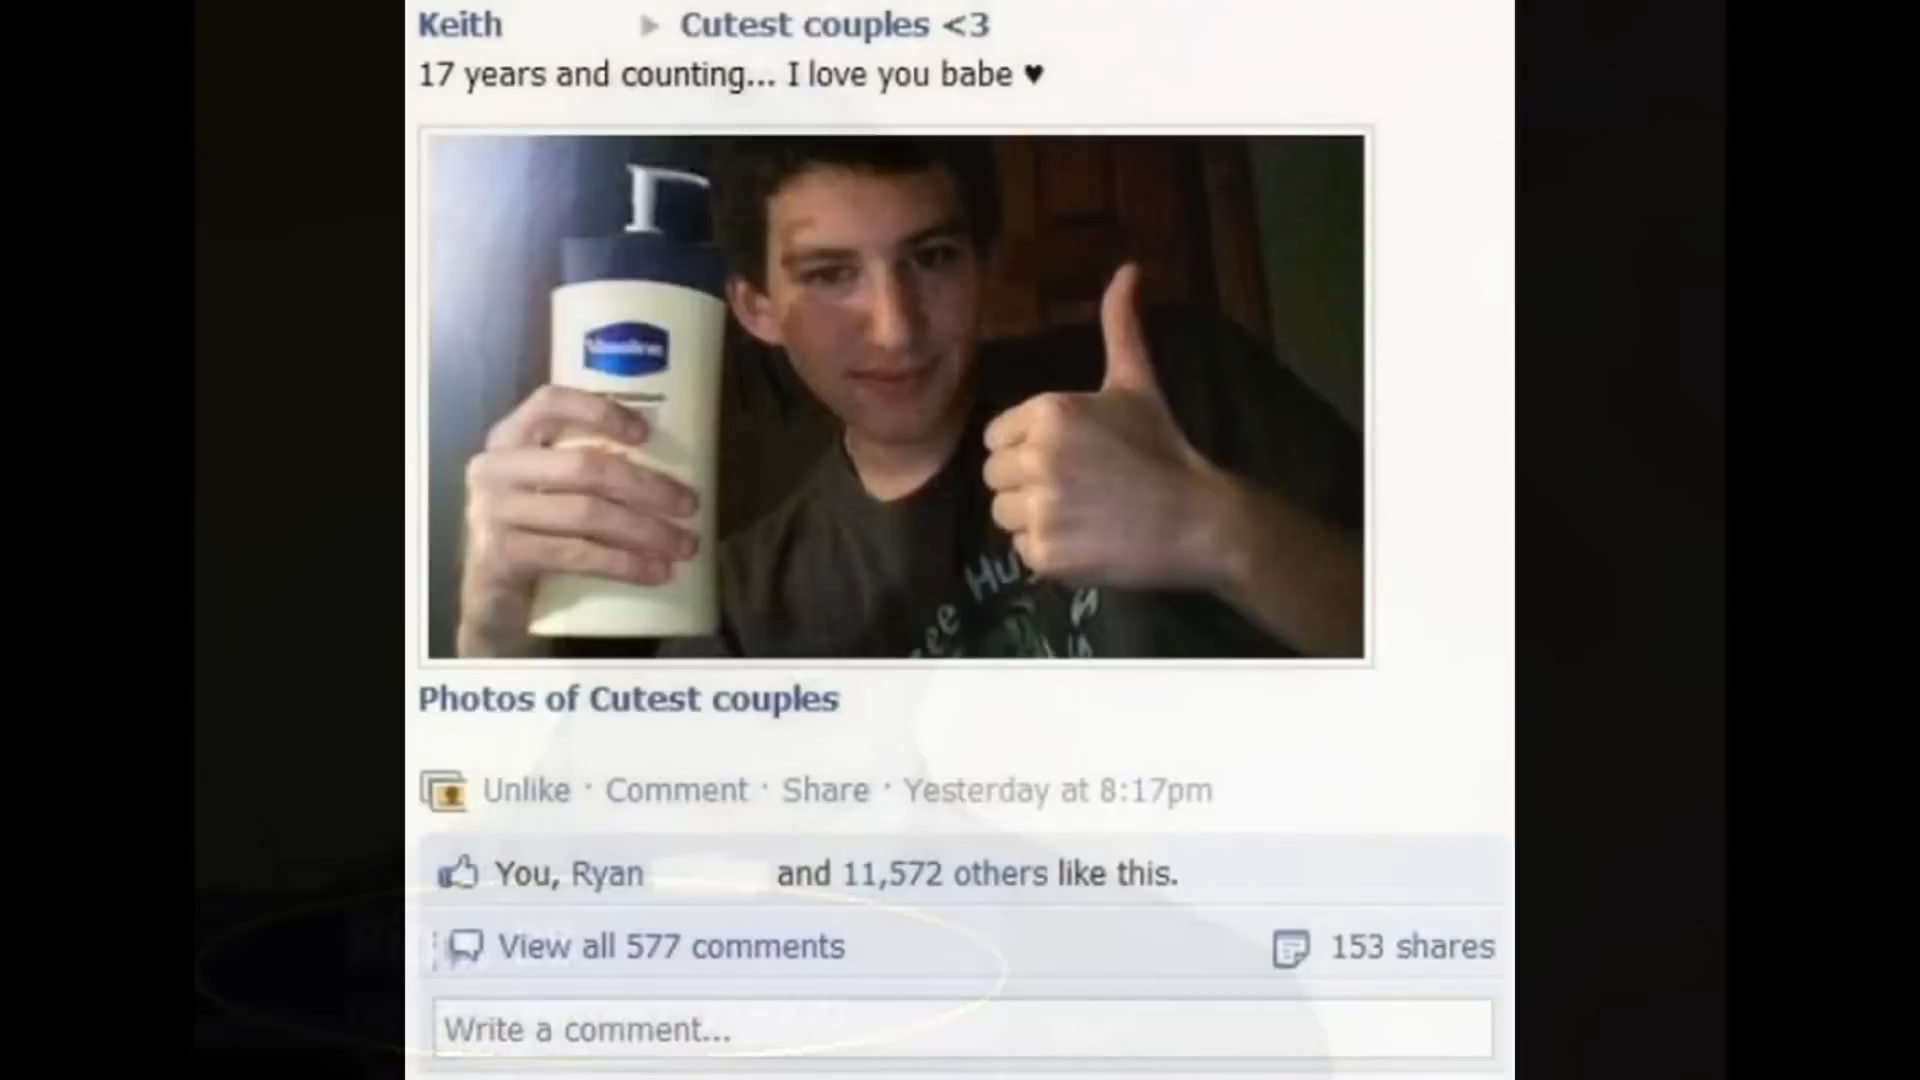 Keith ▶ Cutest couples <3
17 years and counting... I love you babe ♥
Vaseline
Photos of Cutest couples
Unlike · Comment · Share · Yesterday at 8:17pm
You, Ryan and 11,572 others like this.
View all 577 comments 153 shares
Write a comment...